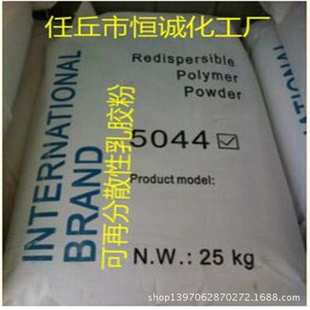 任丘市恒诚化工厂
Redispersible
Polymer
Powder
INTERNATIONAL
BRAND
可再分散性乳胶粉
5044
Product model:
N.W.: 25 kg
shop1397062870272.1688.com